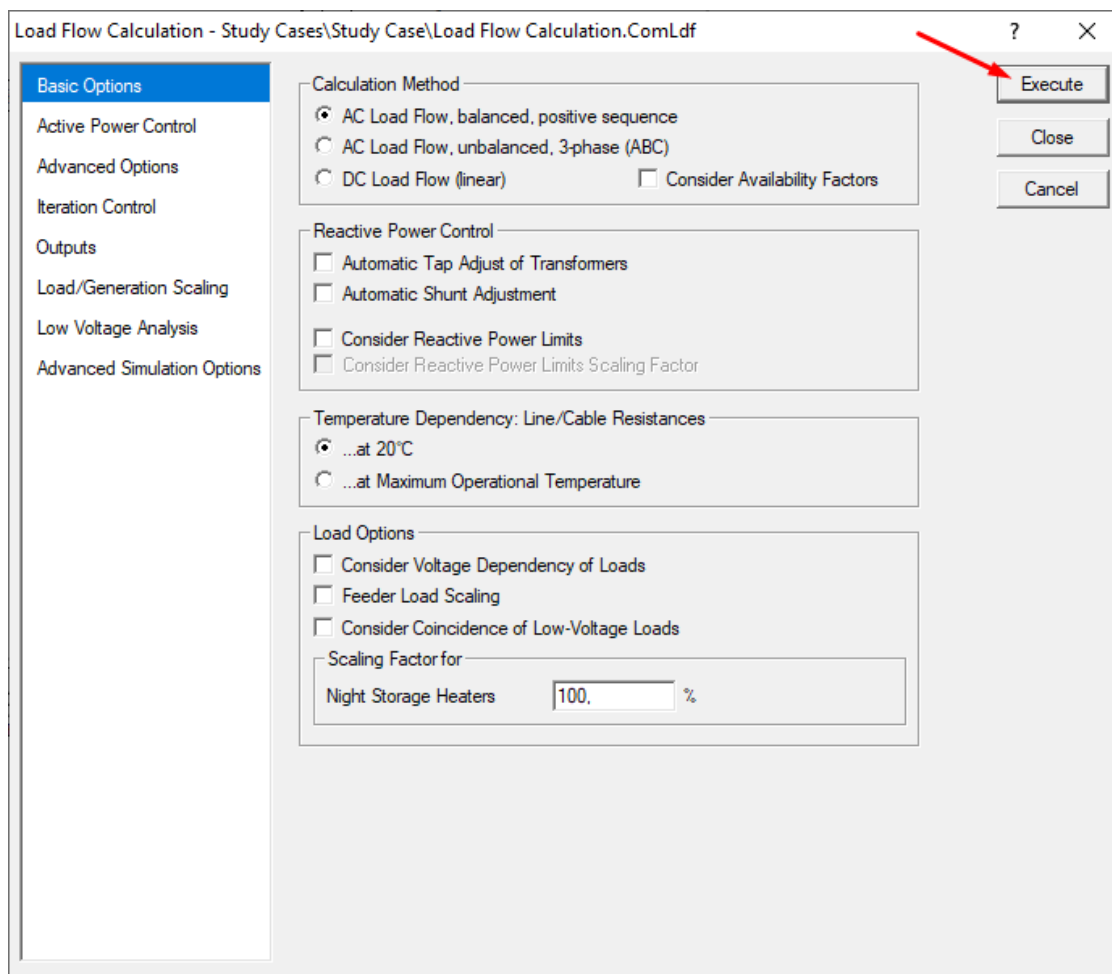 Load Flow Calculation - Study Cases\Study Case\Load Flow Calculation.ComLdf ?
Basic Options
Active Power Control
Advanced Options
Iteration Control
Outputs
Load/Generation Scaling
Low Voltage Analysis
Advanced Simulation Options
Calculation Method
AC Load Flow, balanced, positive sequence
AC Load Flow, unbalanced, 3-phase (ABC)
DC Load Flow (linear) Consider Availability Factors
Reactive Power Control
Automatic Tap Adjust of Transformers
Automatic Shunt Adjustment
Consider Reactive Power Limits
Consider Reactive Power Limits Scaling Factor
Temperature Dependency: Line/Cable Resistances
...at 20°C
...at Maximum Operational Temperature
Load Options
Consider Voltage Dependency of Loads
Feeder Load Scaling
Consider Coincidence of Low-Voltage Loads
Scaling Factor for
Night Storage Heaters 100, %
Execute
Close
Cancel